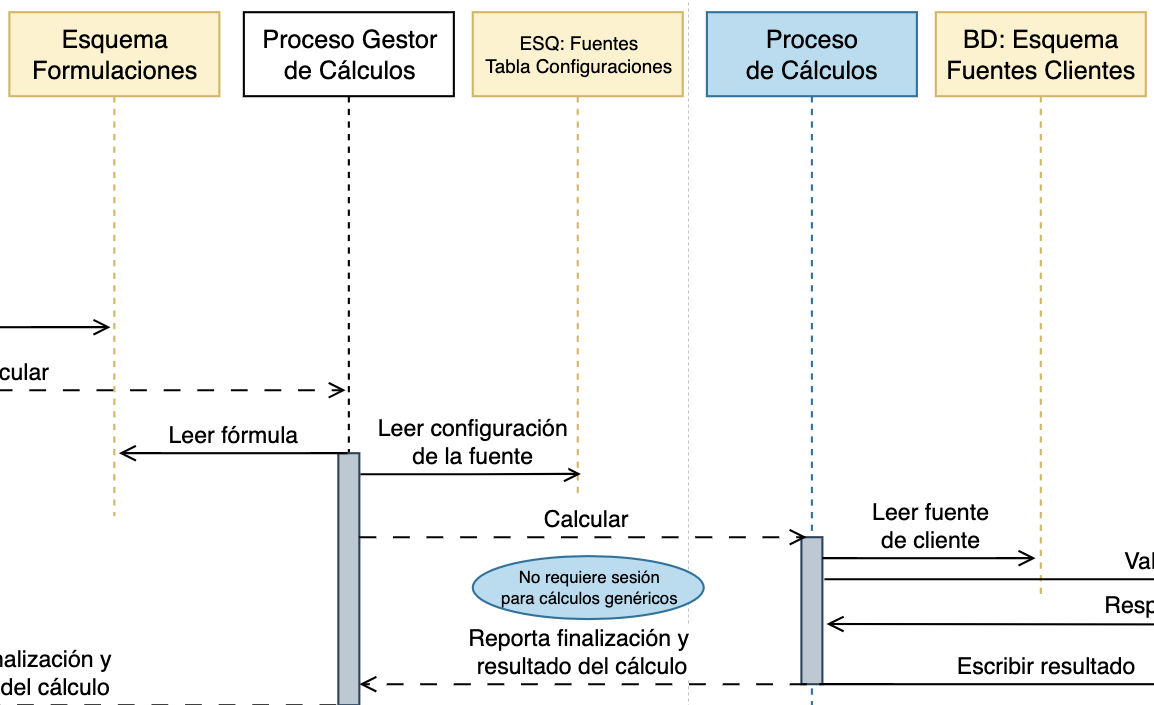 Esquema
Formulaciones
Proceso Gestor
de Cálculos
ESQ: Fuentes
Tabla Configuraciones
Proceso
de Cálculos
BD: Esquema
Fuentes Clientes
cular
Leer fórmula
Leer configuración
de la fuente
Calcular
Leer fuente
de cliente
No requiere sesión
para cálculos genéricos
Val
Resp
Reporta finalización y
resultado del cálculo
Escribir resultado
nalización y
del cálculo